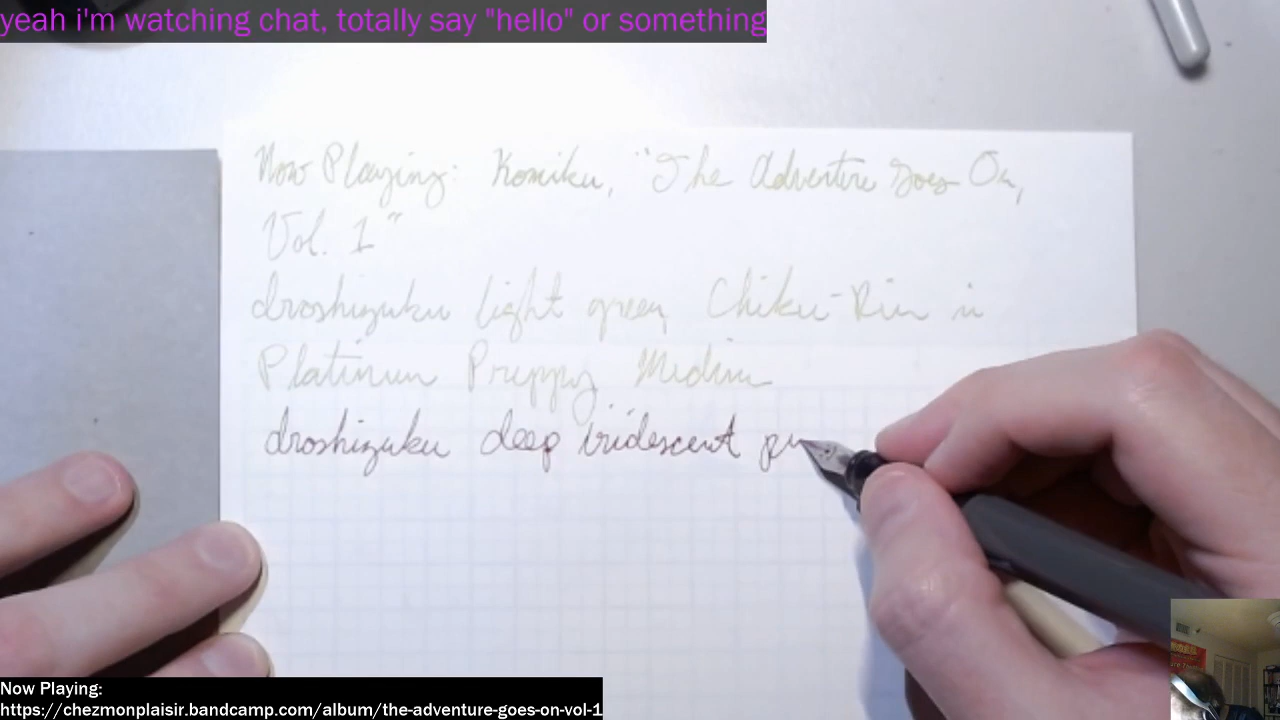 yeah i'm watching chat, totally say "hello" or something
Now Playing: Komiku, "The Adventure Goes On,
Vol. 1"
iroshizuku light green Chiku-Rin in
Platinum Preppy Medium
iroshizuku deep iridescent pu
Now Playing:
https://chezmonplaisir.bandcamp.com/album/the-adventure-goes-on-vol-1